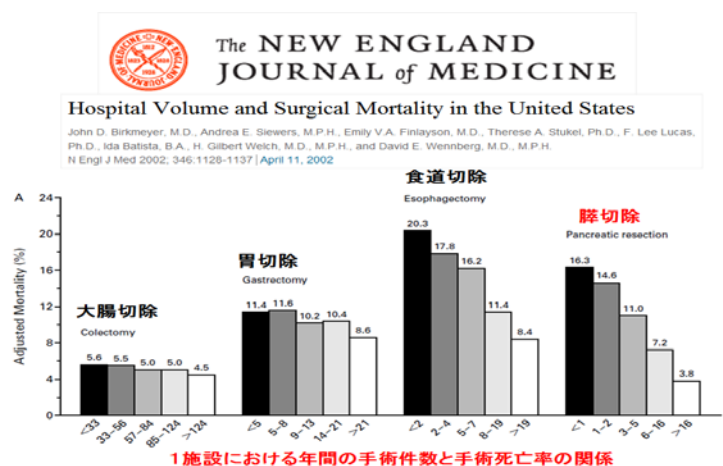 The NEW ENGLAND
JOURNAL of MEDICINE
Hospital Volume and Surgical Mortality in the United States
John D. Birkmeyer, M.D., Andrea E. Siewers, M.P.H., Emily V.A. Finlayson, M.D., Therese A. Stukel, Ph.D., F. Lee Lucas,
Ph.D., Ida Batista, B.A., H. Gilbert Welch, M.D., M.P.H., and David E. Wennberg, M.D., M.P.H.
N Engl J Med 2002; 346:1128-1137 | April 11, 2002
A
Adjusted Mortality (%)
24
20
16
12
8
4
0
大腸切除
Colectomy
5.6 5.5 5.0 5.0 4.5
<33 33–56 57–84 85–124 >124
胃切除
Gastrectomy
11.4 11.6 10.2 10.4 8.6
<5 5–8 9–13 14–21 >21
食道切除
Esophagectomy
20.3 17.8 16.2 11.4 8.4
<2 2–4 5–7 8–19 >19
膵切除
Pancreatic resection
16.3 14.6 11.0 7.2 3.8
<1 1–2 3–5 6–16 >16
1施設における年間の手術件数と手術死亡率の関係